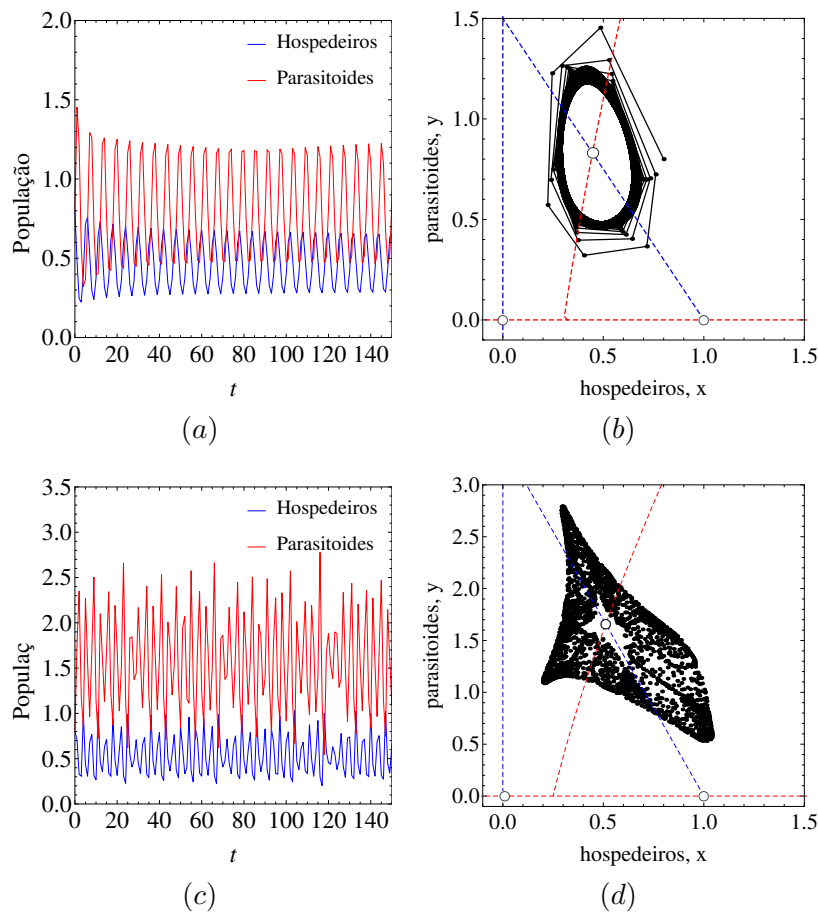 2.0
1.5
1.0
0.5
0.0
0 20 40 60 80 100 120 140
População
t
Hospedeiros
Parasitoides
(a)
1.5
1.0
0.5
0.0
0.0 0.5 1.0 1.5
parasitoides, y
hospedeiros, x
(b)
3.5
3.0
2.5
2.0
1.5
1.0
0.5
0.0
0 20 40 60 80 100 120 140
Populaç
t
Hospedeiros
Parasitoides
(c)
3.0
2.5
2.0
1.5
1.0
0.5
0.0
0.0 0.5 1.0 1.5
parasitoides, y
hospedeiros, x
(d)